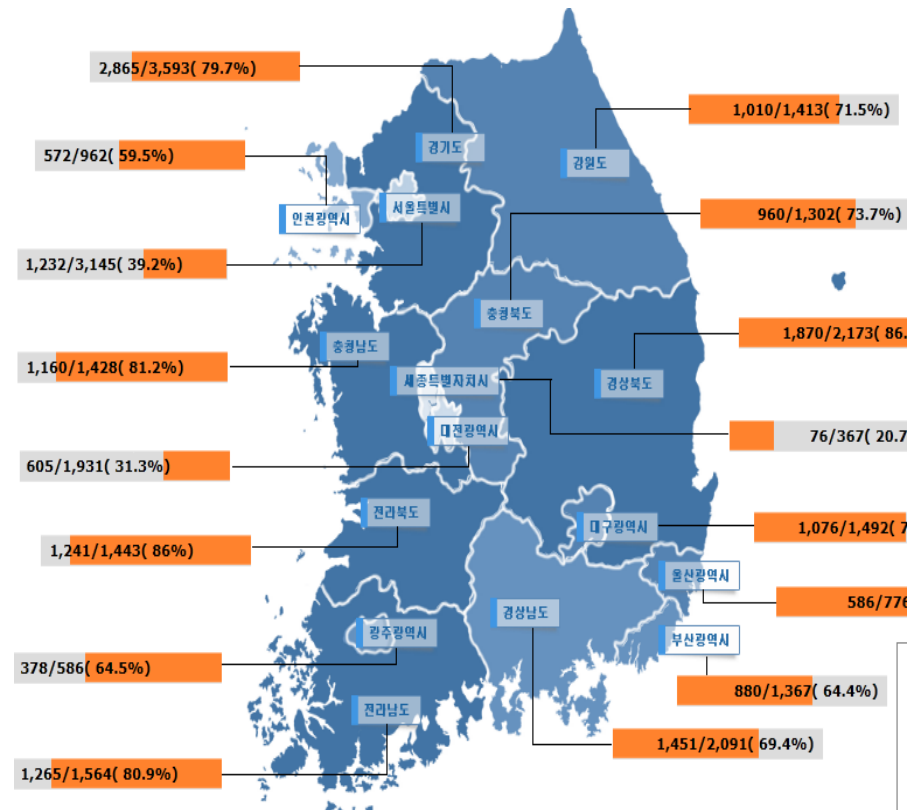 2,865/3,593( 79.7%)
1,010/1,413( 71.5%)
경기도
572/962( 59.5%)
강원도
서울특별시
인천광역시
960/1,302( 73.7%)
1,232/3,145( 39.2%)
충청북도
1,870/2,173( 86.
충청남도
1,160/1,428( 81.2%)
세종특별자치시
경상북도
대전광역시
76/367( 20.7
605/1,931( 31.3%)
전라북도
대구광역시
1,076/1,492( 7
1,241/1,443( 86%)
울산광역시
586/776
경상남도
광주광역시
부산광역시
378/586( 64.5%)
880/1,367( 64.4%)
전라남도
1,451/2,091( 69.4%)
1,265/1,564( 80.9%)